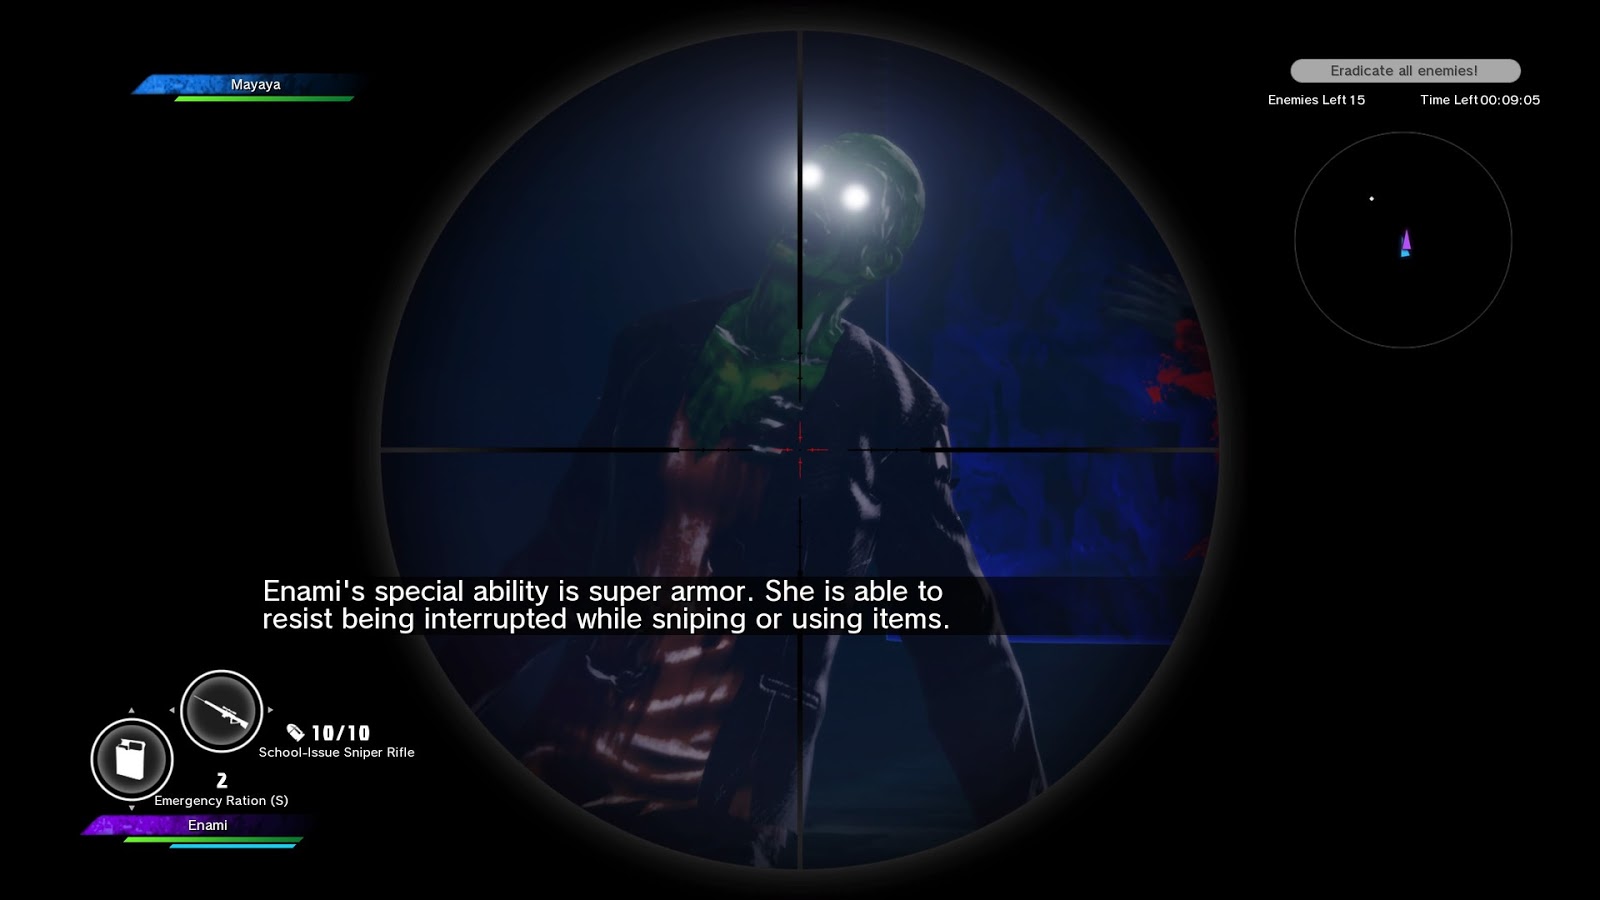 Mayaya
Eradicate all enemies!
Enemies Left 15
Time Left 00:09:05
Enami's special ability is super armor. She is able to
resist being interrupted while sniping or using items.
10/10
School-Issue Sniper Rifle
2
Emergency Ration (S)
Enami